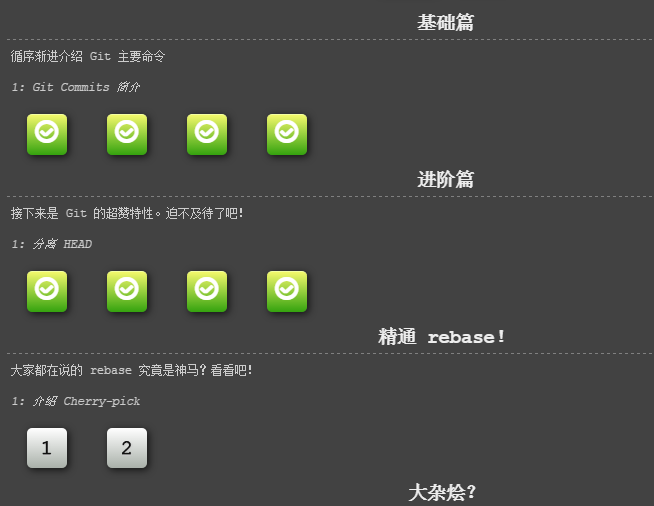 基础篇
循序渐进介绍 Git 主要命令
1: Git Commits 简介
进阶篇
接下来是 Git 的超赞特性。迫不及待了吧！
1: 分离 HEAD
精通 rebase！
大家都在说的 rebase 究竟是神马？看看吧！
1: 介绍 Cherry-pick
1 2
大杂烩？